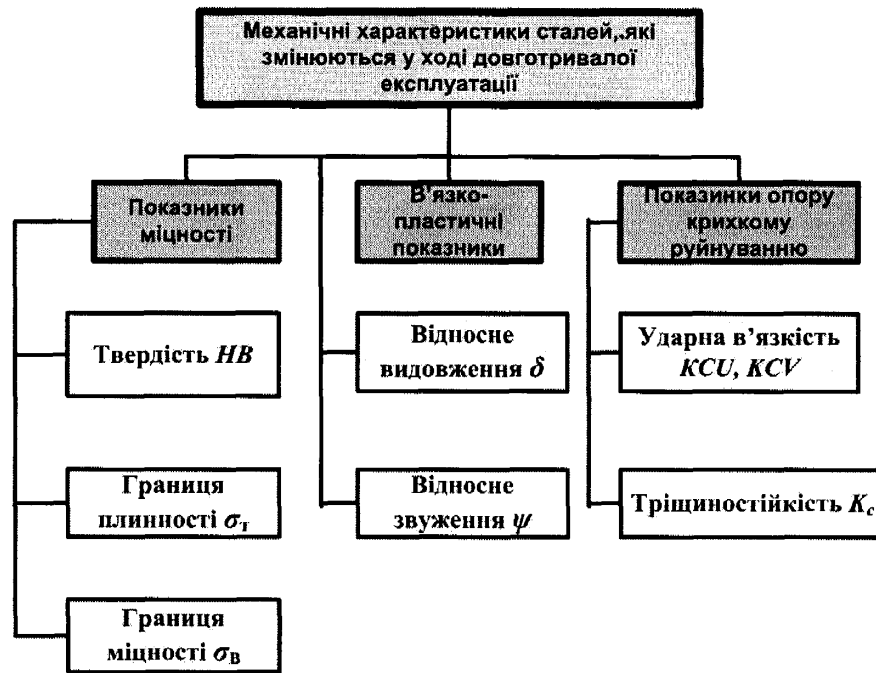 Механічні характеристики сталей,.які
змінюються у ході довготривалої
експлуатації
Показники
міцності
В'язко-
пластичні
показники
Показинки опору
крихкому
руйнуванню
Твердість HB
Відносне
видовження δ
Ударна в'язкість
KCU, KCV
Границя
плинності σт
Відносне
звуження ψ
Тріщиностійкість Kc
Границя
міцності σВ